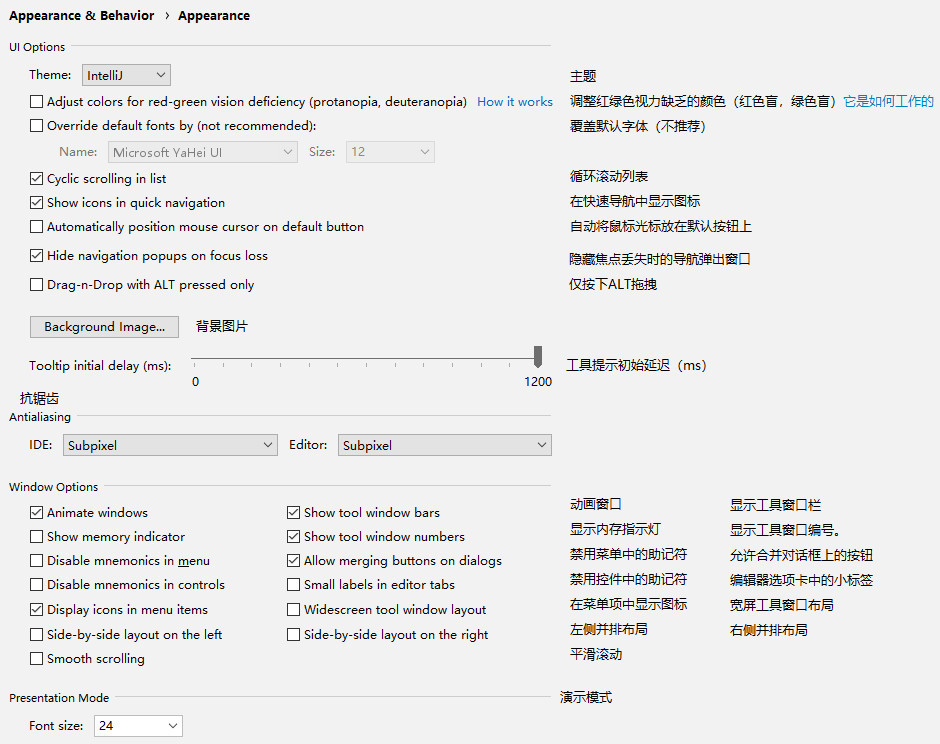 Appearance & Behavior › Appearance
UI Options
Theme: IntelliJ 主题
Adjust colors for red-green vision deficiency (protanopia, deuteranopia) How it works 调整红绿色视力缺乏的颜色（红色盲，绿色盲）它是如何工作的
Override default fonts by (not recommended): 覆盖默认字体（不推荐）
Name: Microsoft YaHei UI Size: 12
Cyclic scrolling in list 循环滚动列表
Show icons in quick navigation 在快速导航中显示图标
Automatically position mouse cursor on default button 自动将鼠标光标放在默认按钮上
Hide navigation popups on focus loss 隐藏焦点丢失时的导航弹出窗口
Drag-n-Drop with ALT pressed only 仅按下ALT拖拽
Background Image... 背景图片
Tooltip initial delay (ms): 工具提示初始延迟（ms）
0 1200
抗锯齿
Antialiasing
IDE: Subpixel Editor: Subpixel
Window Options
Animate windows Show tool window bars 动画窗口 显示工具窗口栏
Show memory indicator Show tool window numbers 显示内存指示灯 显示工具窗口编号。
Disable mnemonics in menu Allow merging buttons on dialogs 禁用菜单中的助记符 允许合并对话框上的按钮
Disable mnemonics in controls Small labels in editor tabs 禁用控件中的助记符 编辑器选项卡中的小标签
Display icons in menu items Widescreen tool window layout 在菜单项中显示图标 宽屏工具窗口布局
Side-by-side layout on the left Side-by-side layout on the right 左侧并排布局 右侧并排布局
Smooth scrolling 平滑滚动
Presentation Mode 演示模式
Font size: 24